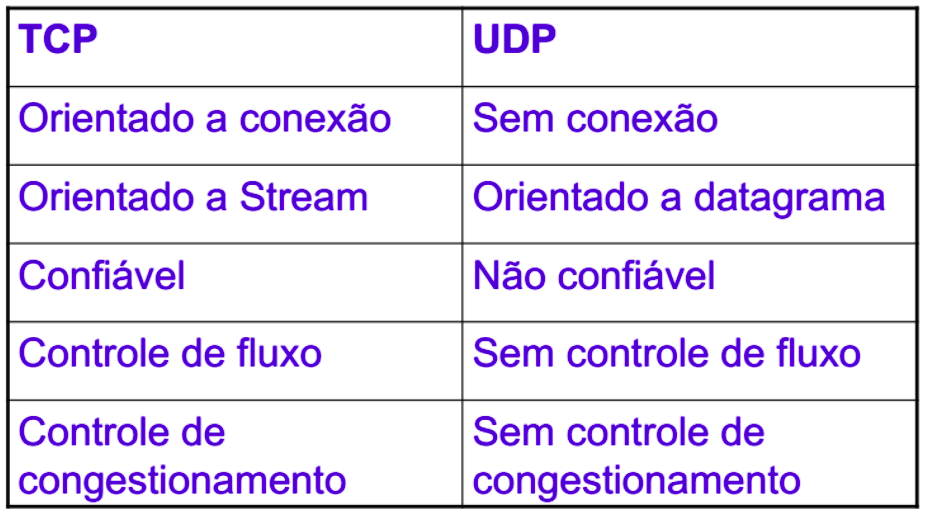 TCP
UDP
Orientado a conexão
Sem conexão
Orientado a Stream
Orientado a datagrama
Confiável
Não confiável
Controle de fluxo
Sem controle de fluxo
Controle de
congestionamento
Sem controle de
congestionamento